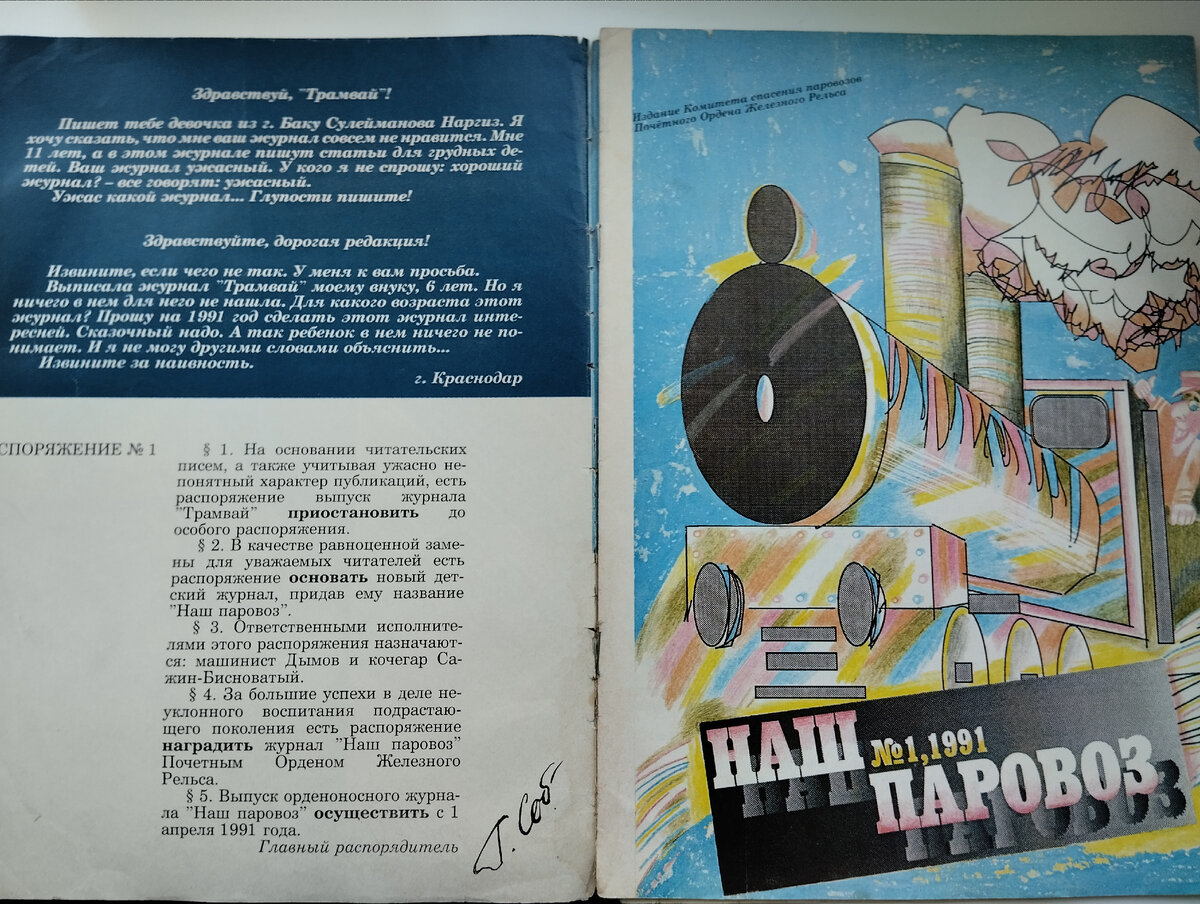 Здравствуй, "Трамвай"!
Пишет тебе девочка из г. Баку Сулейманова Наргиз. Я
хочу сказать, что мне ваш журнал совсем не нравится. Мне
11 лет, а в этом журнале пишут статьи для грудных де-
тей. Ваш журнал ужасный. У кого я не спрошу: хороший
журнал? – все говорят: ужасный.
Ужас какой журнал... Глупости пишите!
Здравствуйте, дорогая редакция!
Извините, если чего не так. У меня к вам просьба.
Выписала журнал "Трамвай" моему внуку, 6 лет. Но я
ничего в нем для него не нашла. Для какого возраста этот
журнал? Прошу на 1991 год сделать этот журнал инте-
ресней. Сказочный надо. А так ребенок в нем ничего не по-
нимает. И я не могу другими словами объяснить...
Извините за наивность.
г. Краснодар
СПОРЯЖЕНИЕ № 1
§ 1. На основании читательских
писем, а также учитывая ужасно не-
понятный характер публикаций, есть
распоряжение выпуск журнала
"Трамвай" приостановить до
особого распоряжения.
§ 2. В качестве равноценной заме-
ны для уважаемых читателей есть
распоряжение основать новый дет-
ский журнал, придав ему название
"Наш паровоз".
§ 3. Ответственными исполните-
лями этого распоряжения назначают-
ся: машинист Дымов и кочегар Са-
жин-Бисноватый.
§ 4. За большие успехи в деле не-
уклонного воспитания подрастаю-
щего поколения есть распоряжение
наградить журнал "Наш паровоз"
Почетным Орденом Железного
Рельса.
§ 5. Выпуск орденоносного журна-
ла "Наш паровоз" осуществить с 1
апреля 1991 года.
Главный распорядитель
Г. Соб
Издание Комитета спасения паровозов
Почётного Ордена Железного Рельса
НАШ
№1,1991
ПАРОВОЗ